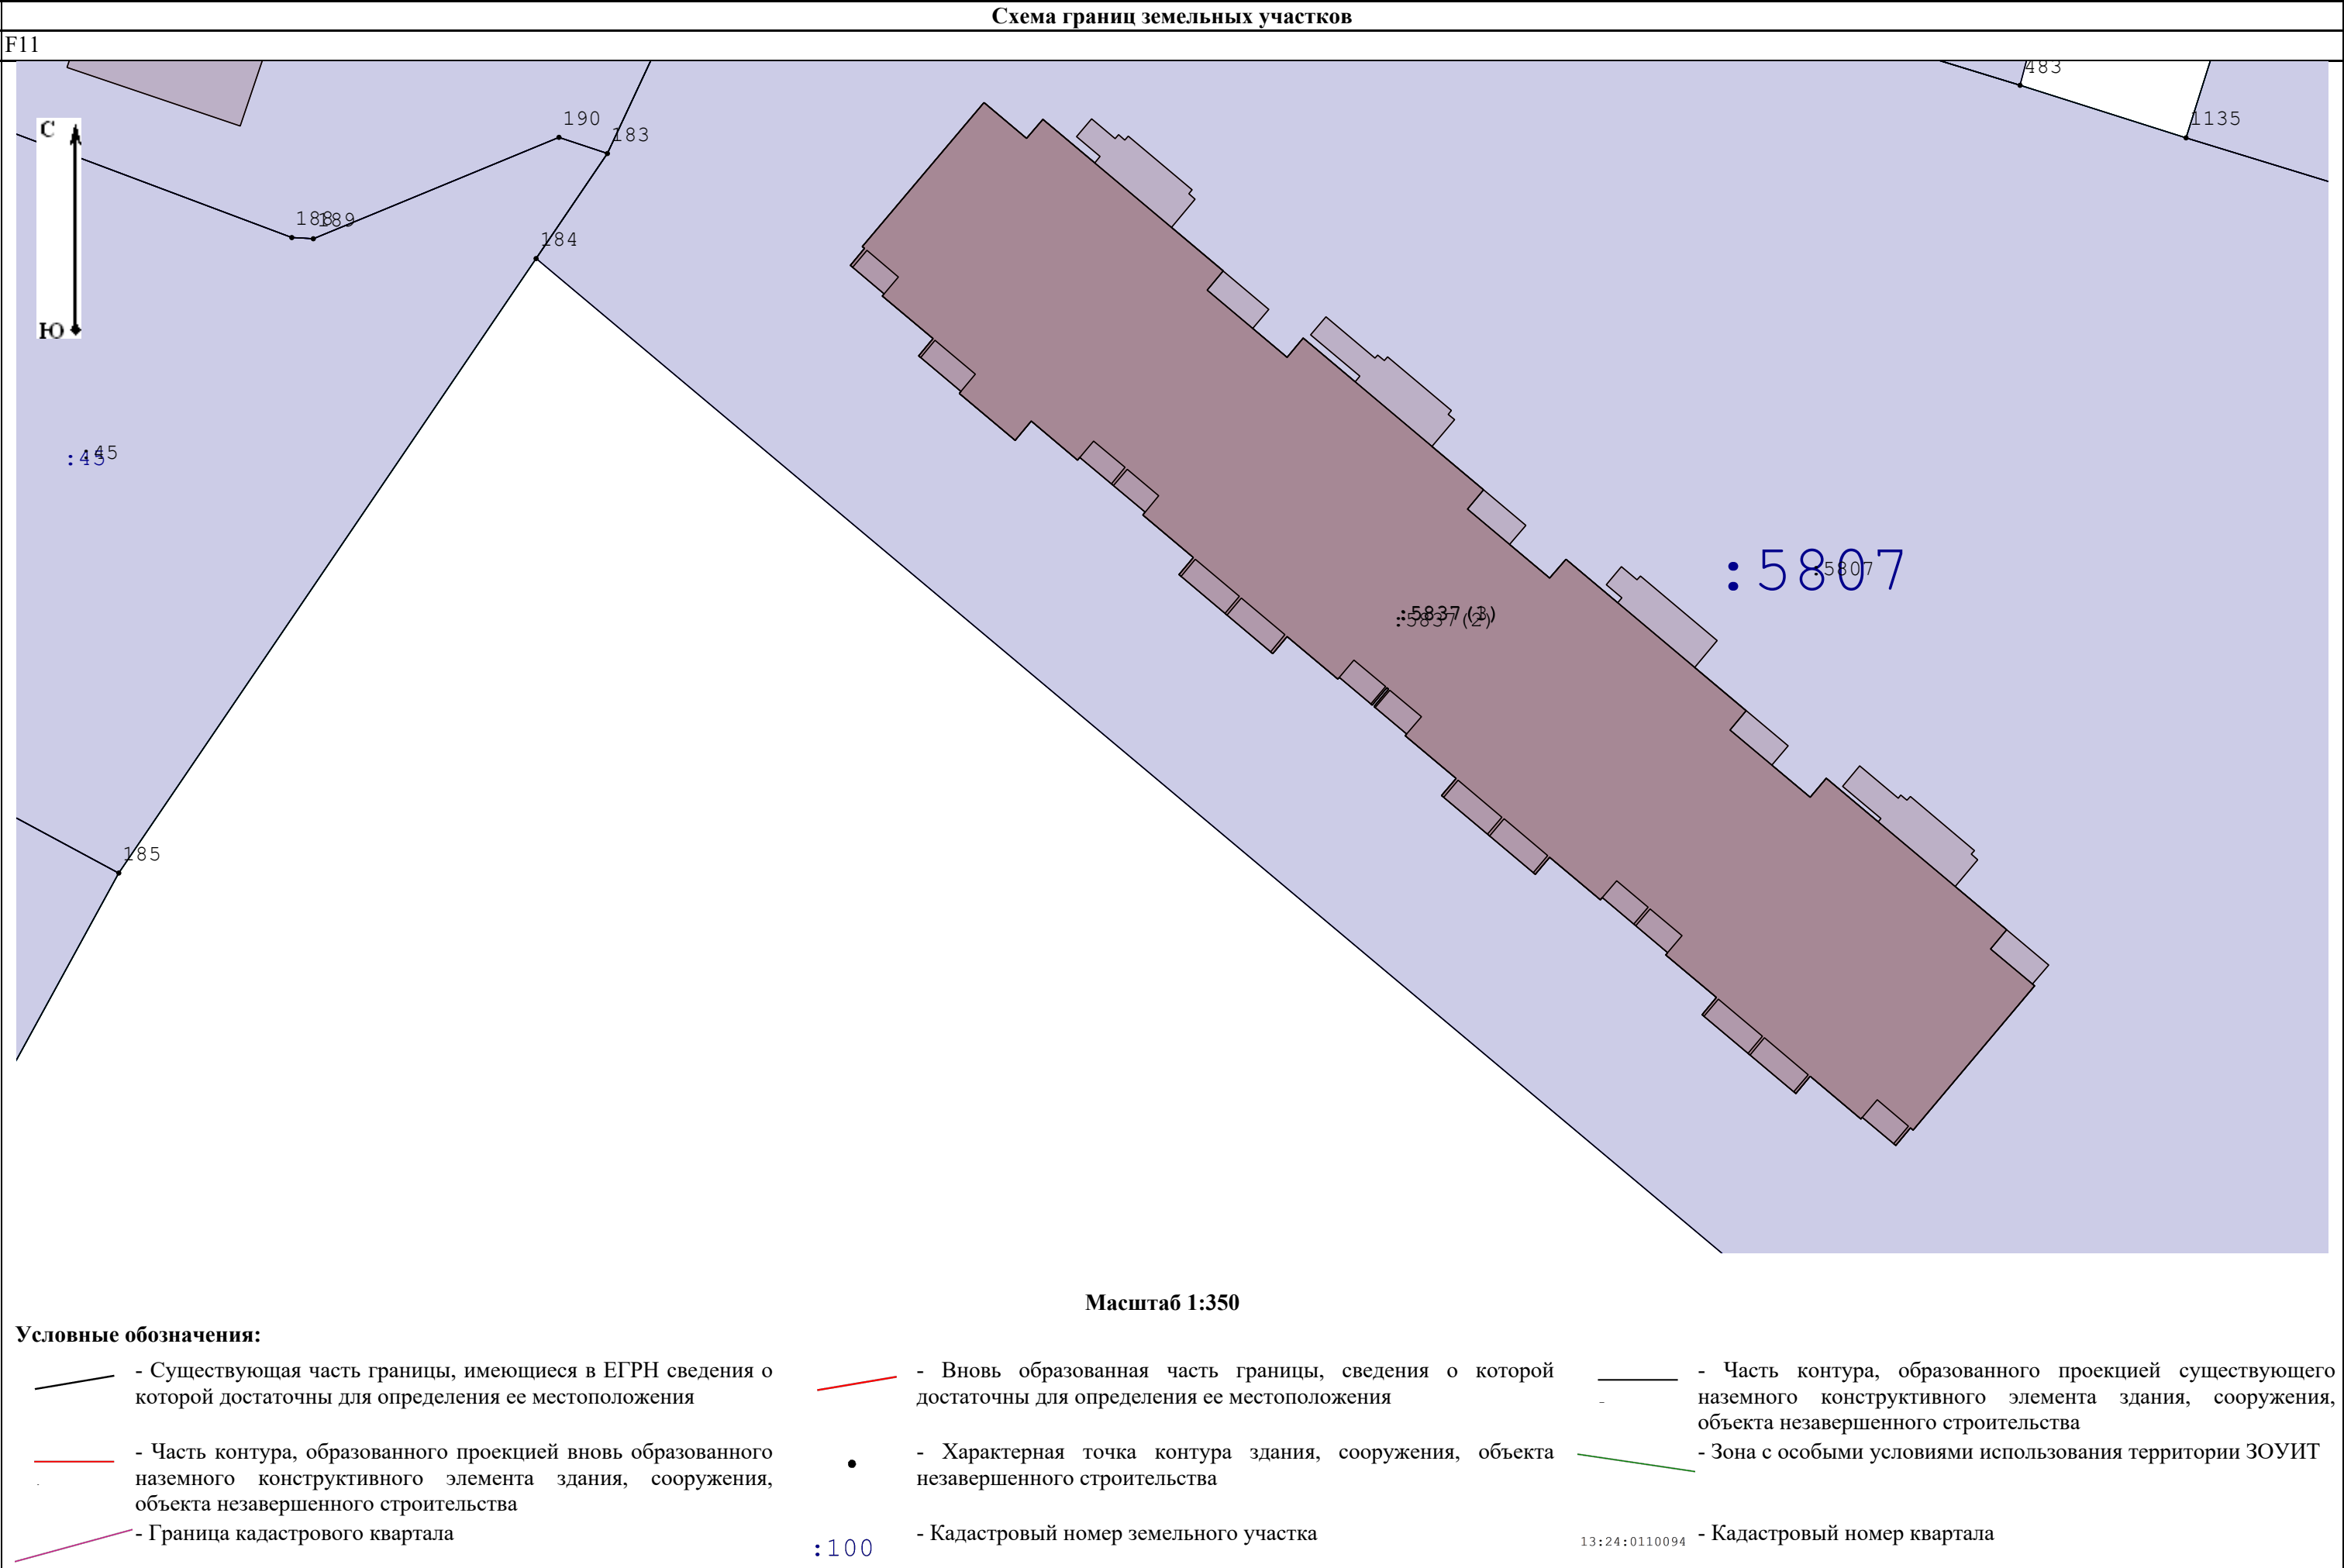 Схема границ земельных участков
F11
483
1135
С
190
183
188
189
184
Ю
:45
:45
:5807
:5807
:5837(3)
:5837(2)
185
Масштаб 1:350
Условные обозначения:
- Существующая часть границы, имеющиеся в ЕГРН сведения о
которой достаточны для определения ее местоположения
- Вновь образованная часть границы, сведения о которой
достаточны для определения ее местоположения
- Часть контура, образованного проекцией существующего
наземного конструктивного элемента здания, сооружения,
объекта незавершенного строительства
- Часть контура, образованного проекцией вновь образованного
наземного конструктивного элемента здания, сооружения,
объекта незавершенного строительства
- Характерная точка контура здания, сооружения, объекта
незавершенного строительства
- Зона с особыми условиями использования территории ЗОУИТ
- Граница кадастрового квартала
:100
- Кадастровый номер земельного участка
13:24:0110094
- Кадастровый номер квартала